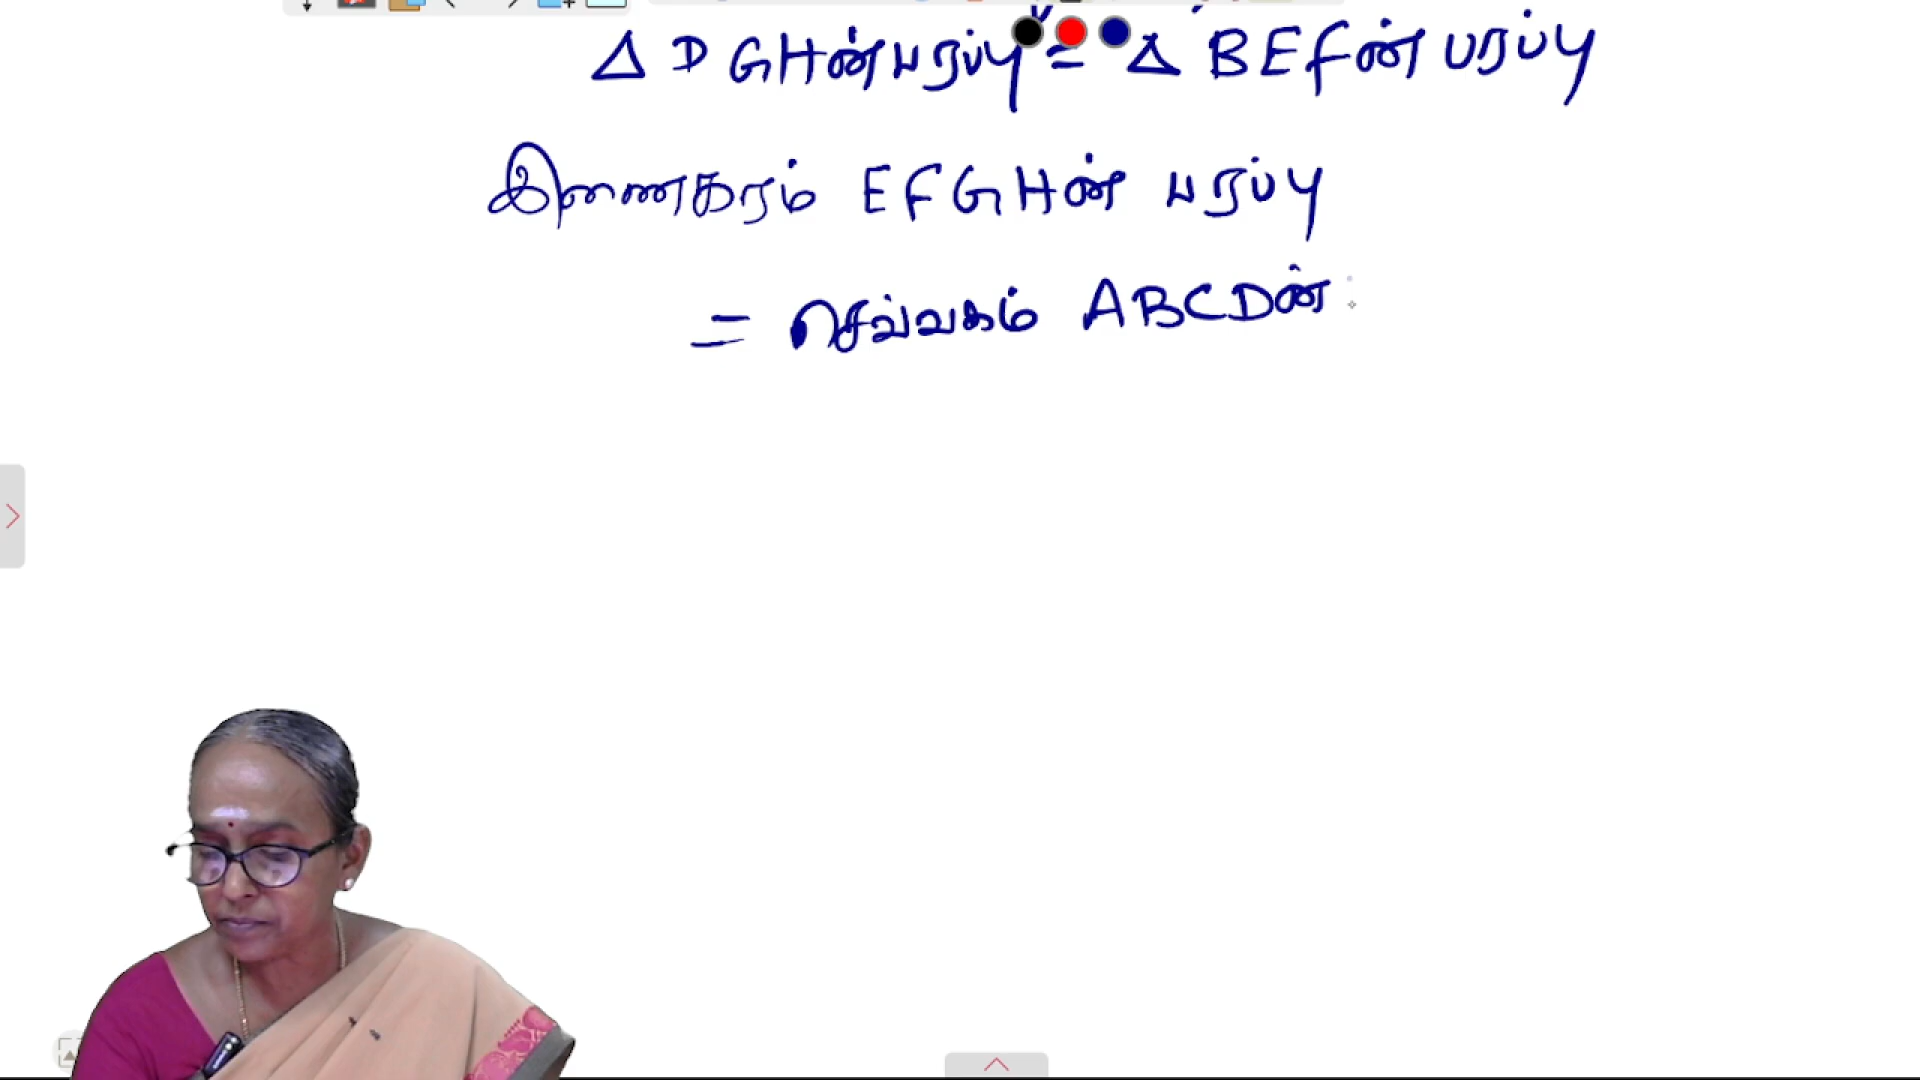 Δ DGHன் பரப்பு = Δ BEFன் பரப்பு
இணைகரம் EFGHன் பரப்பு
= செவ்வகம் ABCDன்